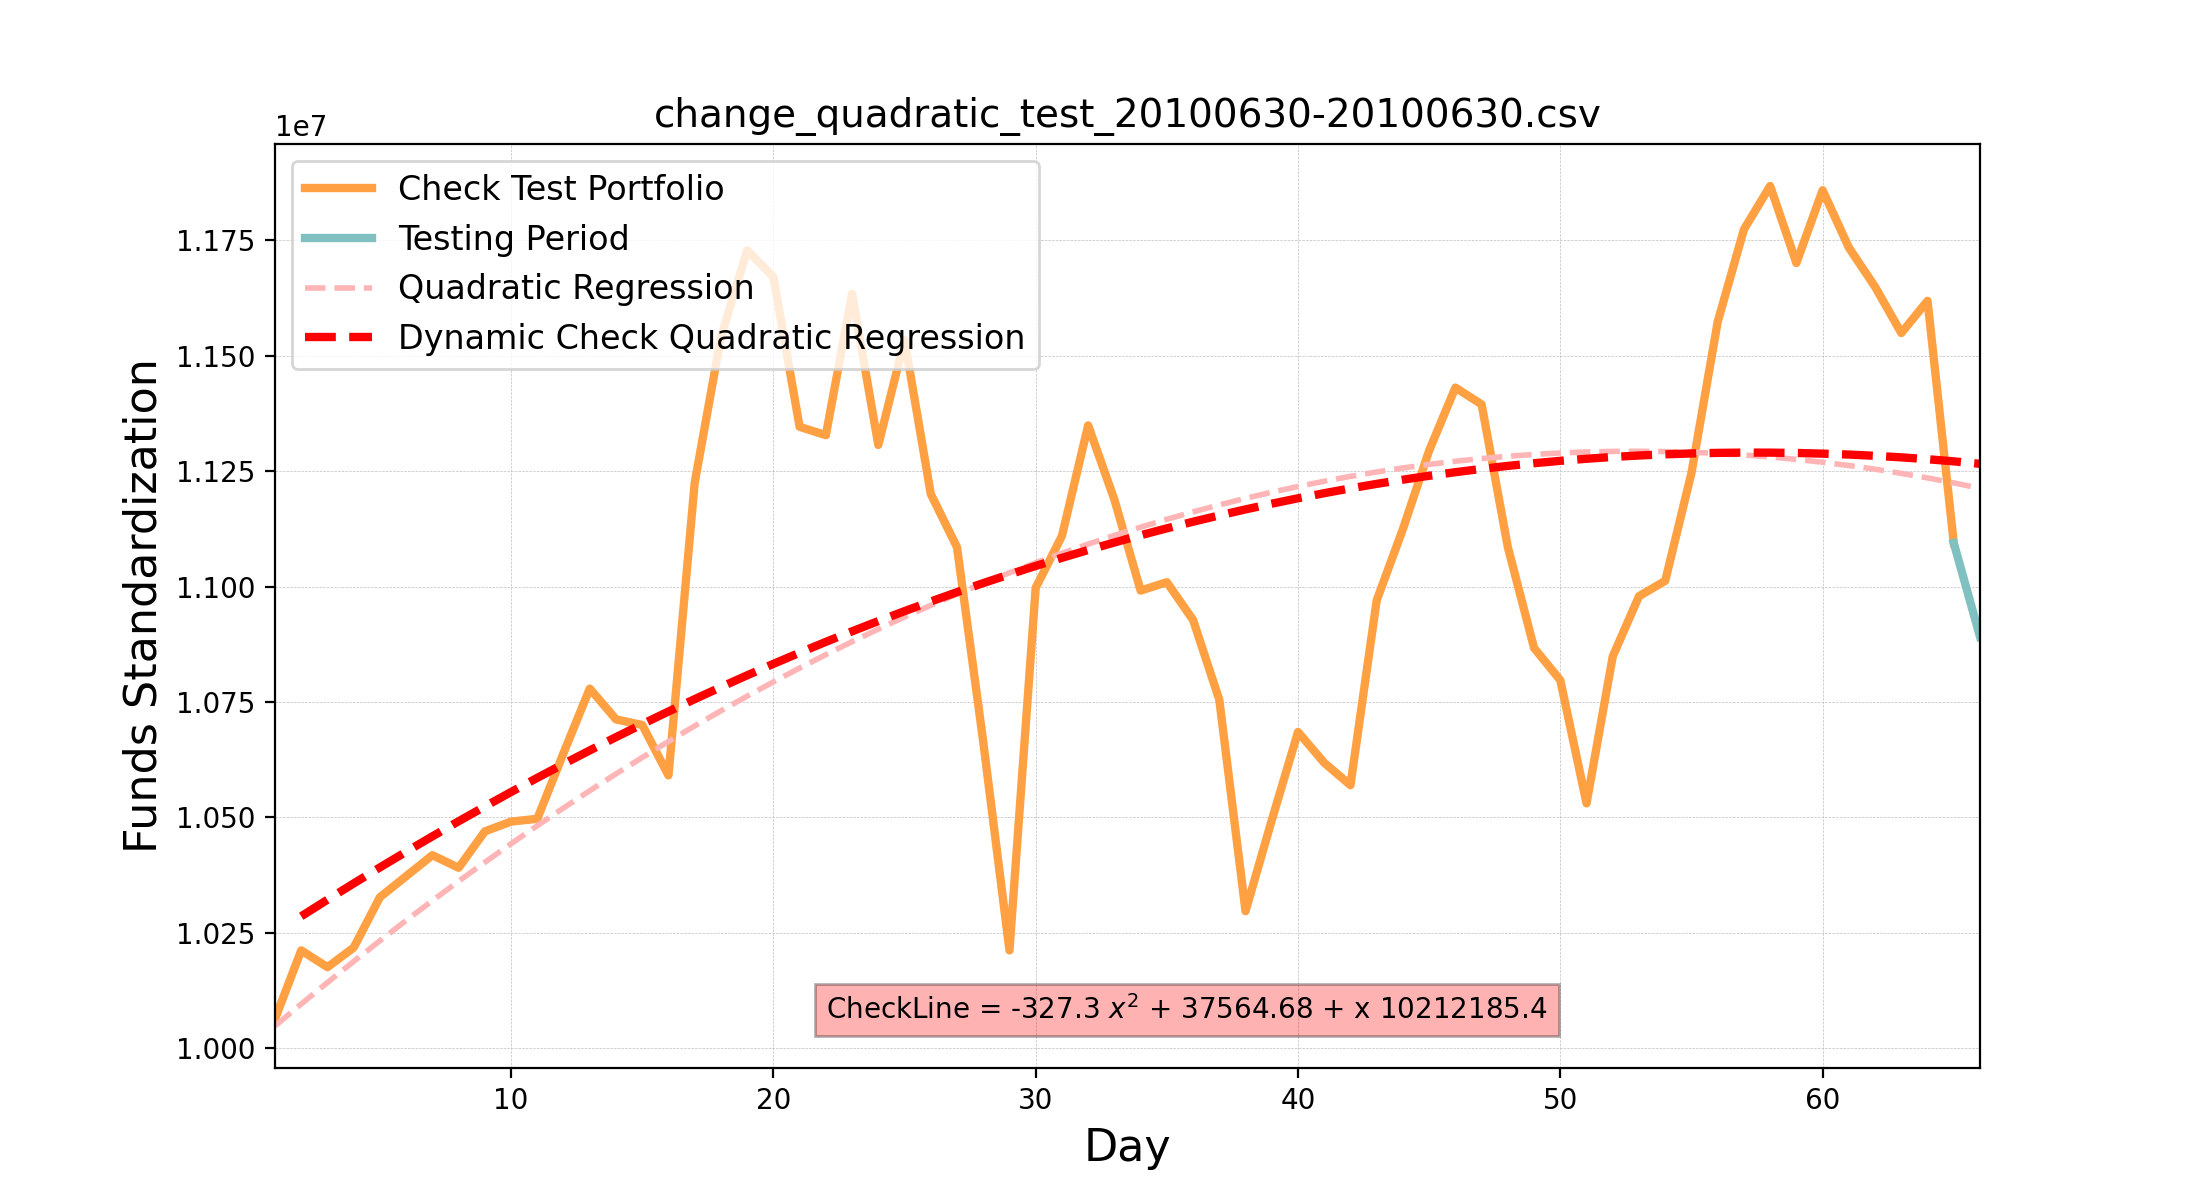 change_quadratic_test_20100630-20100630.csv
1e7
Check Test Portfolio
Testing Period
Quadratic Regression
Dynamic Check Quadratic Regression
1.175
1.150
1.125
1.100
1.075
1.050
1.025
1.000
Funds Standardization
CheckLine = -327.3 x² + 37564.68 + x 10212185.4
10 20 30 40 50 60
Day